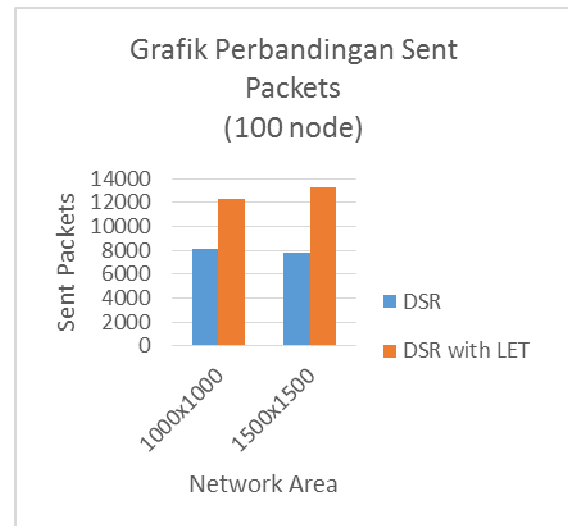 Grafik Perbandingan Sent
Packets
(100 node)
Sent Packets
14000
12000
10000
8000
6000
4000
2000
0
1000x1000
1500x1500
Network Area
DSR
DSR with LET